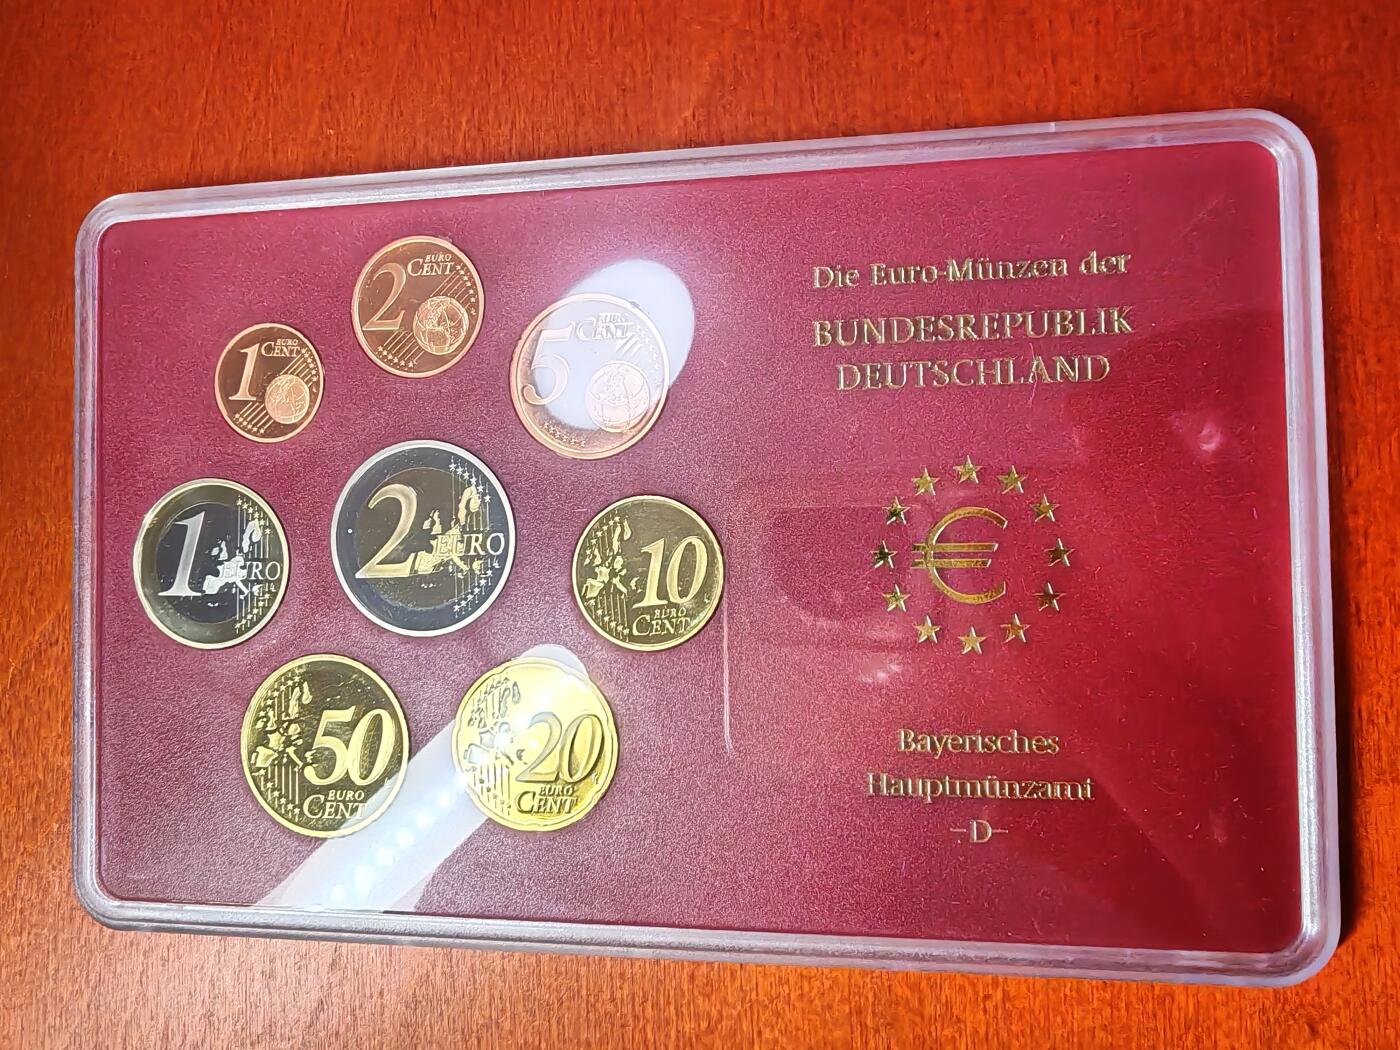 Die Euro-Münzen der
BUNDESREPUBLIK
DEUTSCHLAND
€
Bayerisches
Hauptmünzamt
-D-
2 EURO CENT
1 EURO CENT
5 EURO CENT
1 EURO
2 EURO
10 EURO CENT
50 EURO CENT
20 EURO CENT